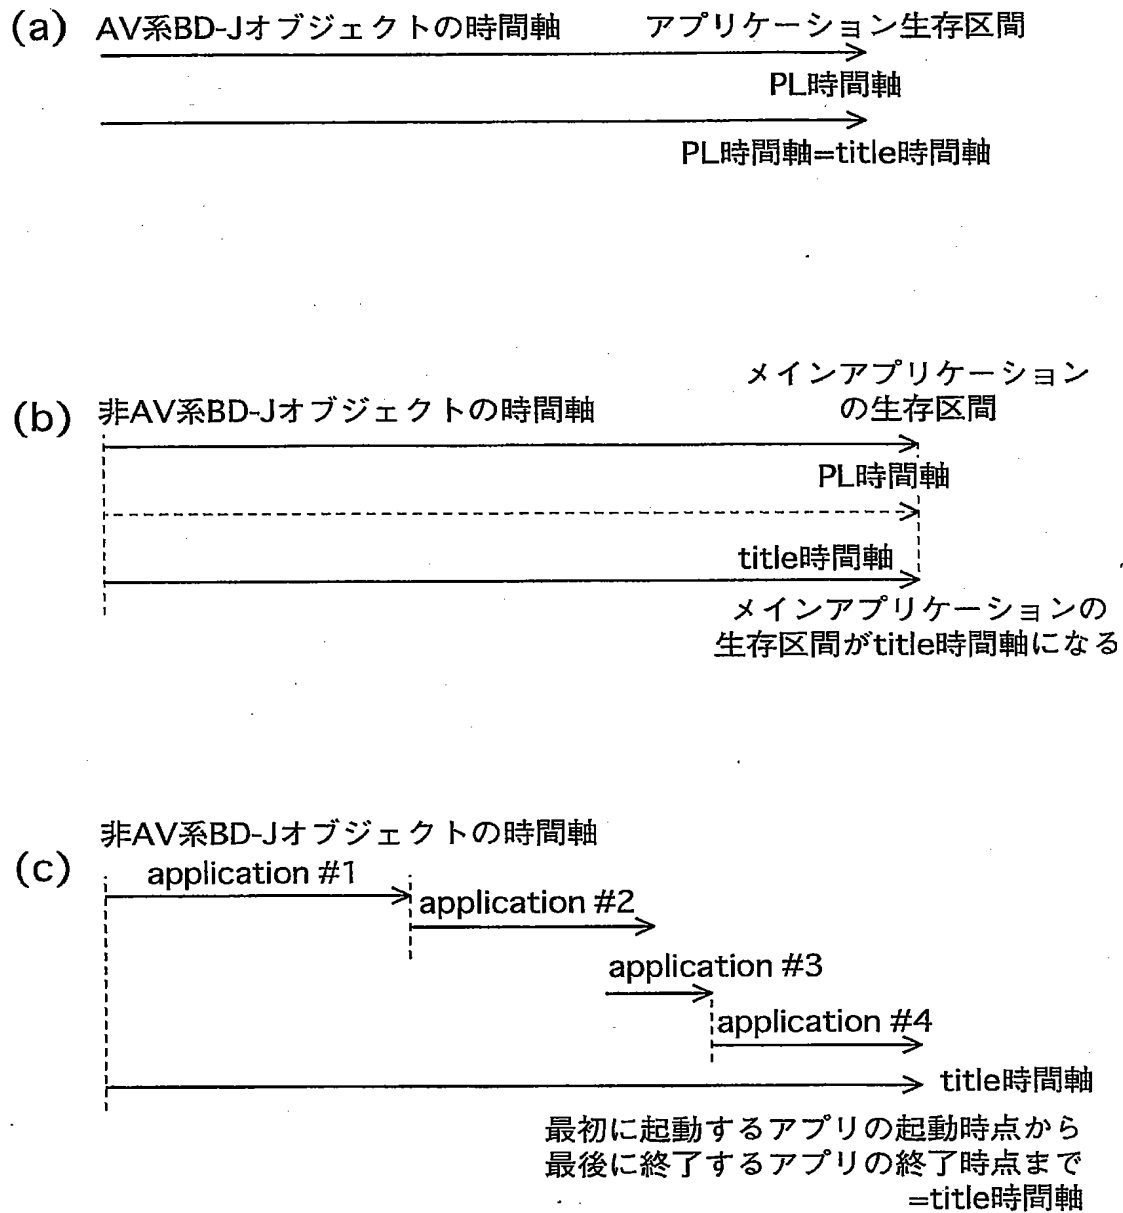 (a) AV系BD-Jオブジェクトの時間軸 アプリケーション生存区間
PL時間軸
PL時間軸=title時間軸
メインアプリケーション
の生存区間
(b) 非AV系BD-Jオブジェクトの時間軸
PL時間軸
title時間軸
メインアプリケーションの
生存区間がtitle時間軸になる
非AV系BD-Jオブジェクトの時間軸
(c)
application #1
application #2
application #3
application #4
title時間軸
最初に起動するアプリの起動時点から
最後に終了するアプリの終了時点まで
=title時間軸